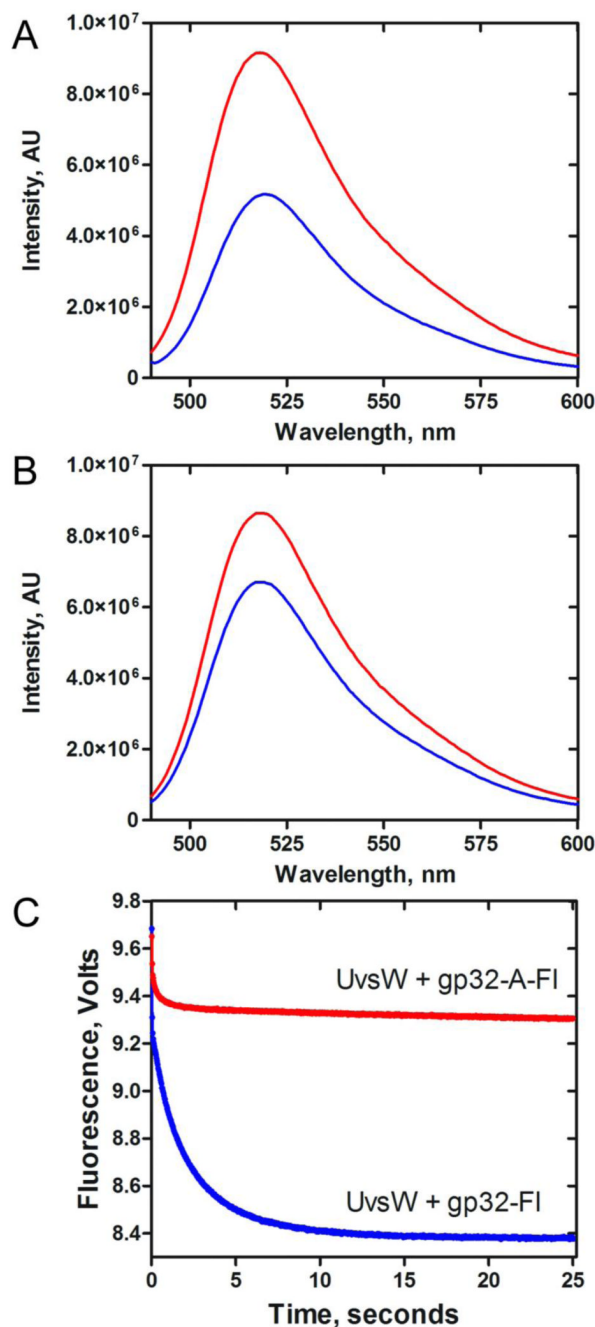 A
Intensity, AU
1.0×10⁷
8.0×10⁶
6.0×10⁶
4.0×10⁶
2.0×10⁶
0
500 525 550 575 600
Wavelength, nm
B
Intensity, AU
1.0×10⁷
8.0×10⁶
6.0×10⁶
4.0×10⁶
2.0×10⁶
0
500 525 550 575 600
Wavelength, nm
C
Fluorescence, Volts
9.8
9.6
9.4
9.2
9.0
8.8
8.6
8.4
UvsW + gp32-A-Fl
UvsW + gp32-Fl
0 5 10 15 20 25
Time, seconds